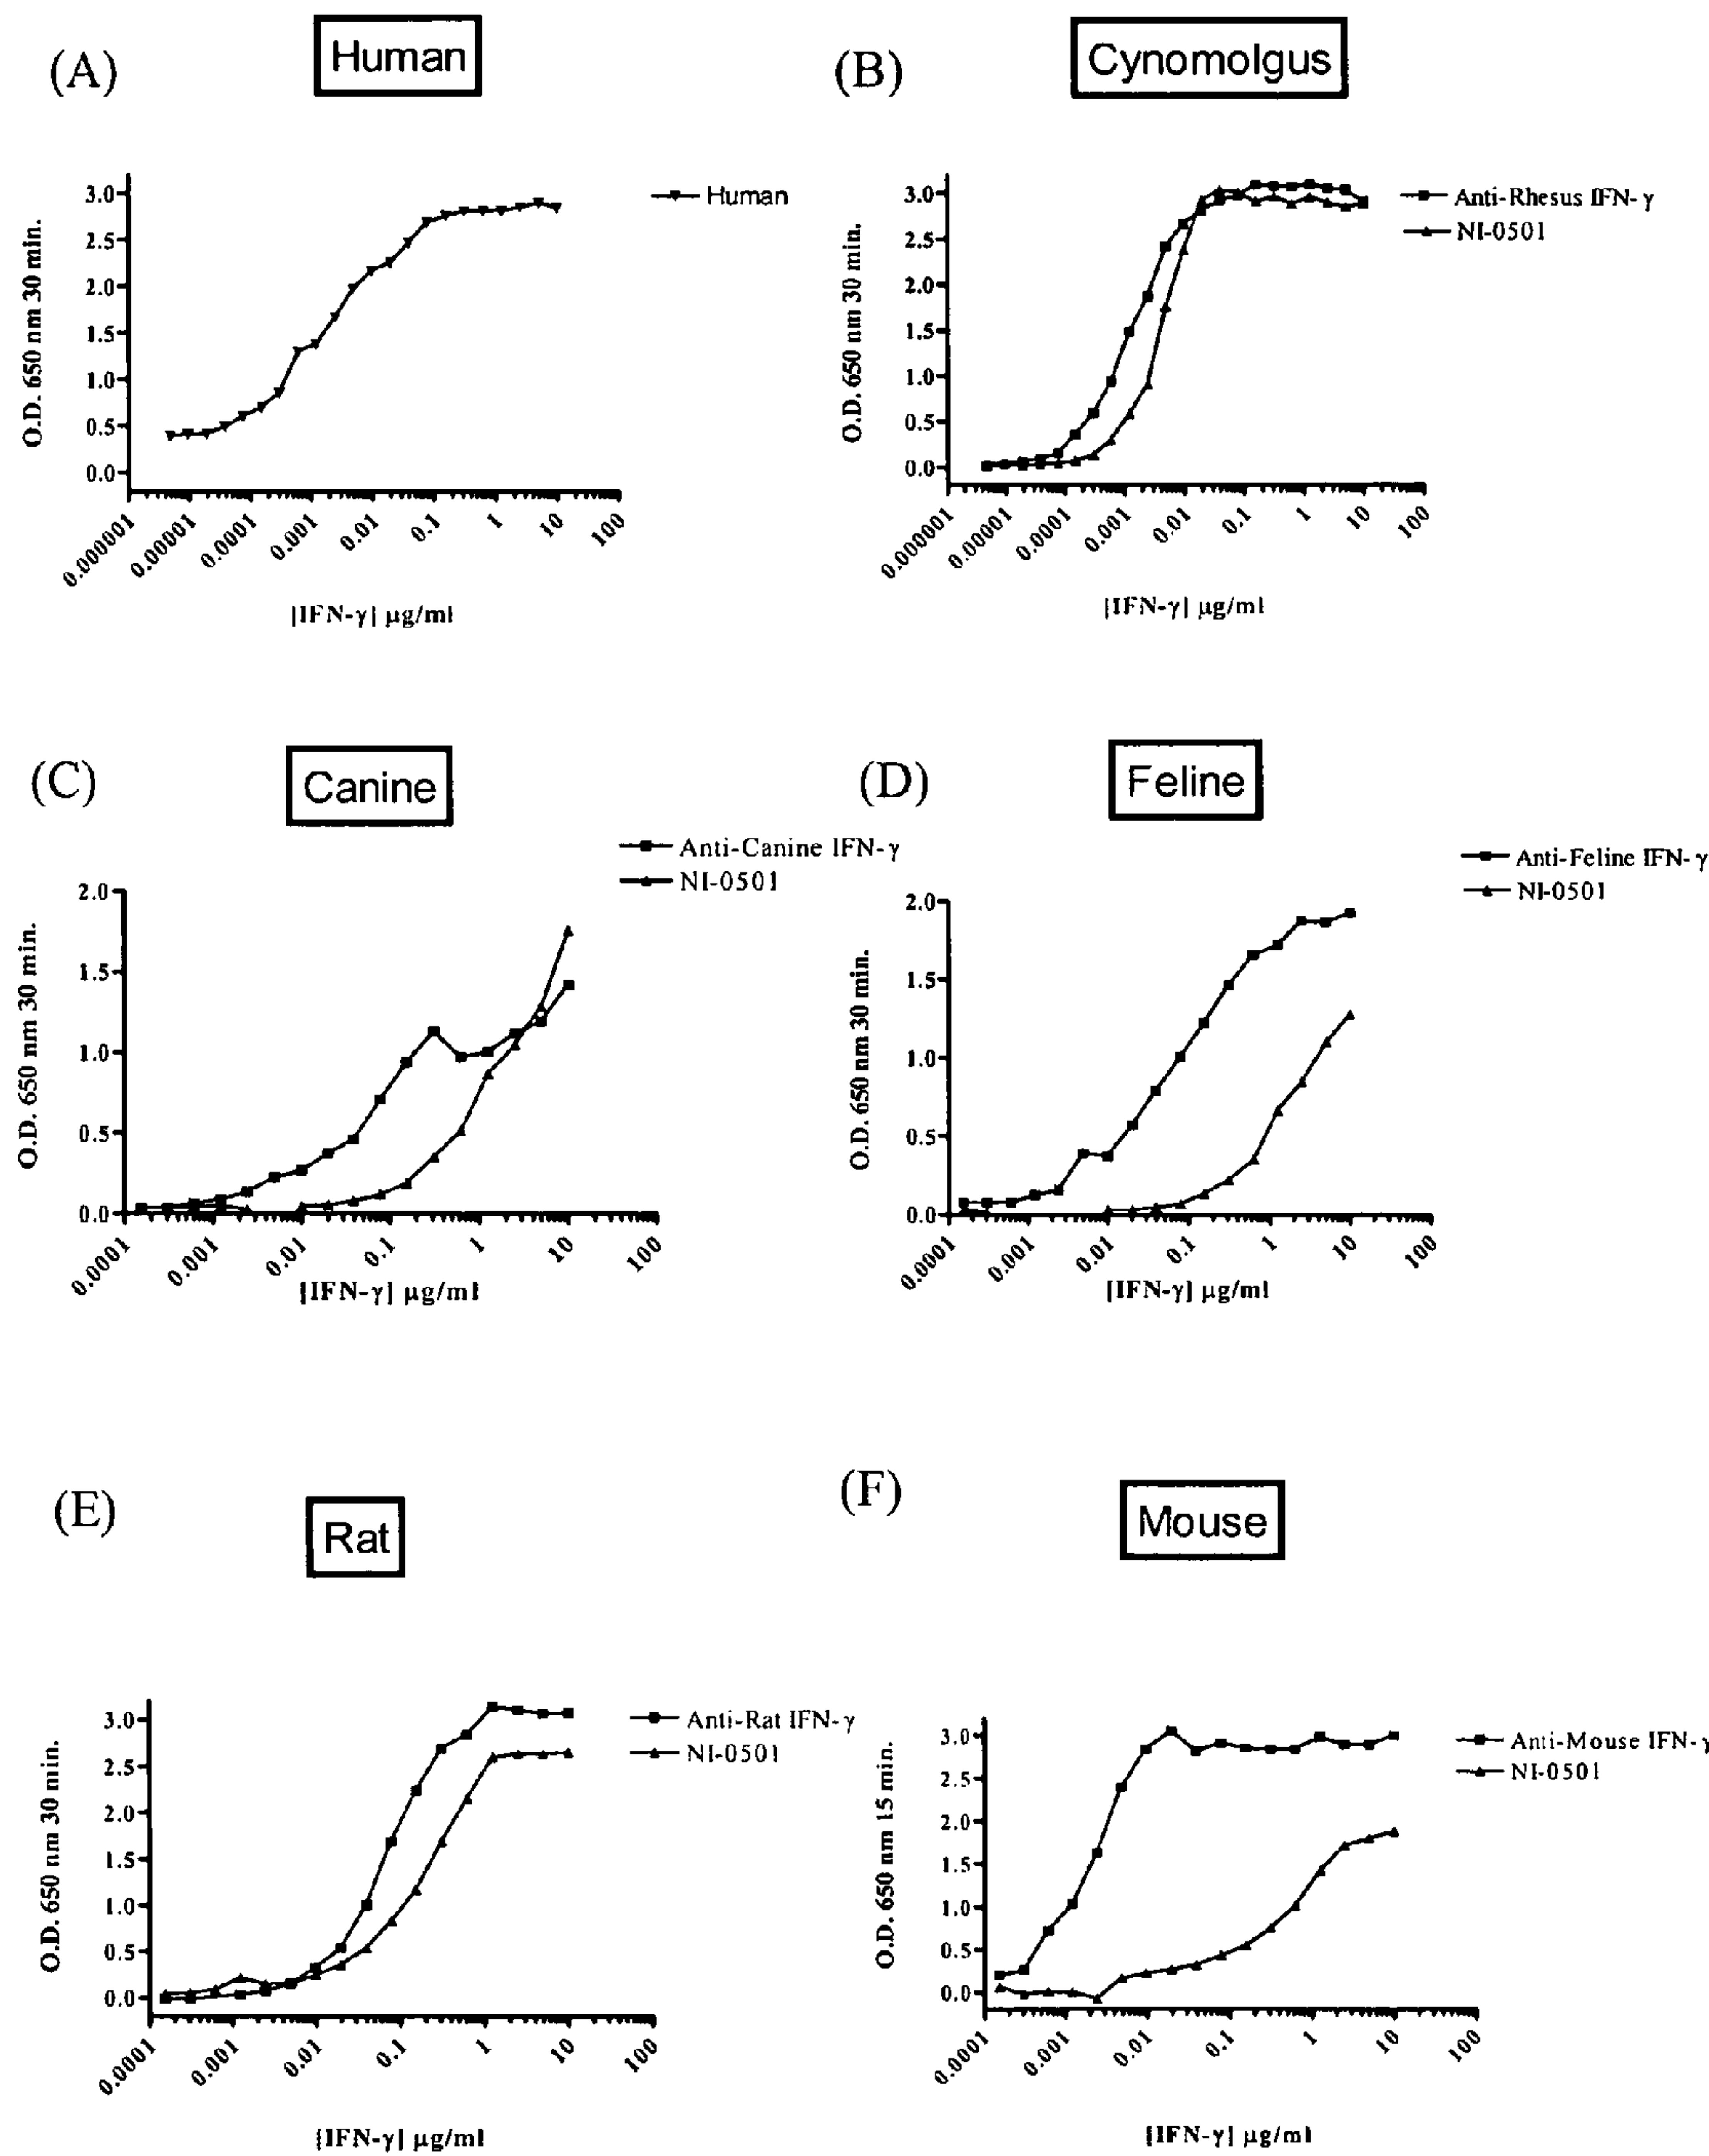 (A)
Human
3.0
2.5
2.0
1.5
1.0
0.5
0.0
O.D. 650 nm 30 min.
Human
0.000001
0.00001
0.0001
0.001
0.01
0.1
1
10
100
[IFN-γ] µg/ml
(B)
Cynomolgus
3.0
2.5
2.0
1.5
1.0
0.5
0.0
O.D. 650 nm 30 min.
Anti-Rhesus IFN-γ
NI-0501
0.000001
0.00001
0.0001
0.001
0.01
0.1
1
10
100
[IFN-γ] µg/ml
(C)
Canine
Anti-Canine IFN-γ
NI-0501
2.0
1.5
1.0
0.5
0.0
O.D. 650 nm 30 min.
0.0001
0.001
0.01
0.1
1
10
100
[IFN-γ] µg/ml
(D)
Feline
Anti-Feline IFN-γ
NI-0501
2.0
1.5
1.0
0.5
0.0
O.D. 650 nm 30 min.
0.0001
0.001
0.01
0.1
1
10
100
[IFN-γ] µg/ml
(E)
Rat
Anti-Rat IFN-γ
NI-0501
3.0
2.5
2.0
1.5
1.0
0.5
0.0
O.D. 650 nm 30 min.
0.0001
0.001
0.01
0.1
1
10
100
[IFN-γ] µg/ml
(F)
Mouse
Anti-Mouse IFN-γ
NI-0501
3.0
2.5
2.0
1.5
1.0
0.5
0.0
O.D. 650 nm 15 min.
0.0001
0.001
0.01
0.1
1
10
100
[IFN-γ] µg/ml